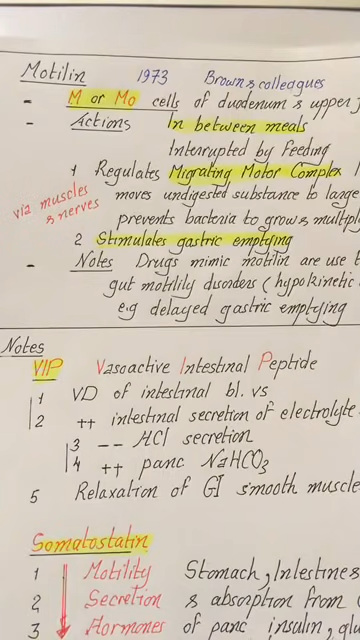 Motilin 1973 Brown & colleagues
- M or Mo cells of duodenum & upper
- Actions In between meals
Interrupted by Feeding
1 Regulates Migrating Motor Complex
via muscles & nerves
moves undigested substance to large
prevents bacteria to grow &
2 Stimulates gastric emptying
- Notes Drugs mimic motilin are use
gut motility disorders (hypokinetic
e.g delayed gastric emptying
Notes
VIP Vasoactive Intestinal Peptide
1 VD of intestinal bl. vs
2 ++ intestinal secretion of electrolyte
3 -- HCl secretion
4 ++ panc NaHCO3
5 Relaxation of GI smooth muscle
Somatostatin
1 Motility Stomach, Intestines
2 Secretion & absorption from
3 Hormones of panc insulin,